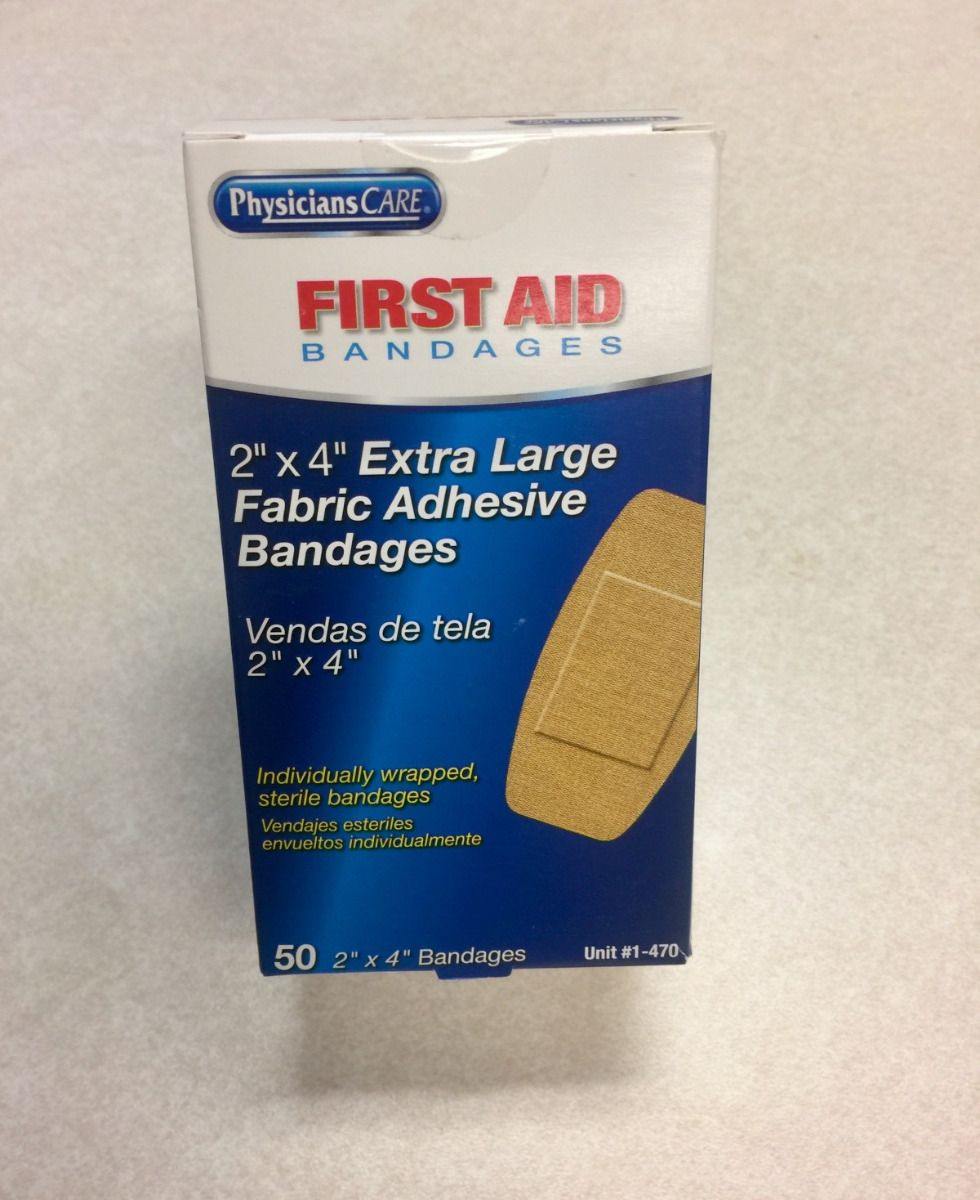 PhysiciansCARE®
FIRST AID
BANDAGES
2" x 4" Extra Large
Fabric Adhesive
Bandages
Vendas de tela
2" x 4"
Individually wrapped,
sterile bandages
Vendajes esteriles
envueltos individualmente
50 2" x 4" Bandages
Unit #1-470